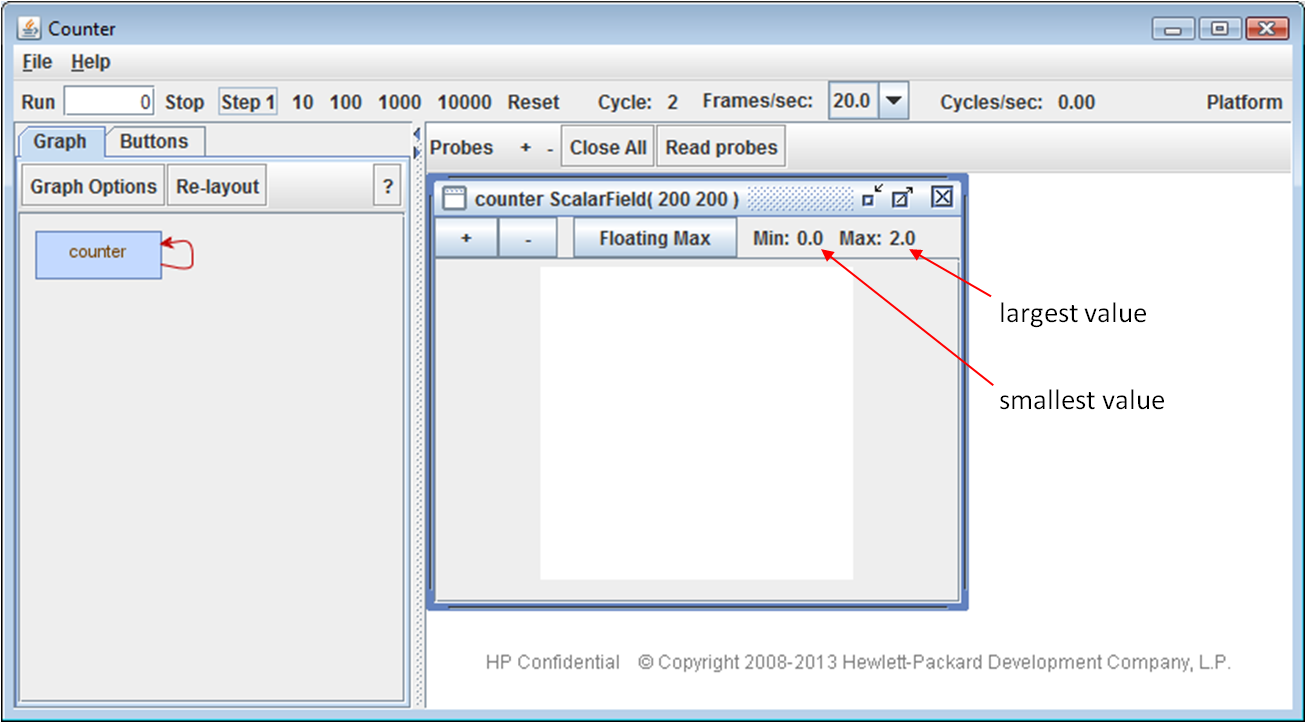 Counter
File Help
Run 0 Stop Step 1 10 100 1000 10000 Reset Cycle: 2 Frames/sec: 20.0 Cycles/sec: 0.00 Platform
Graph Buttons
Probes + - Close All Read probes
Graph Options Re-layout ?
counter ScalarField( 200 200 )
+ - Floating Max Min: 0.0 Max: 2.0
counter
largest value
smallest value
HP Confidential © Copyright 2008-2013 Hewlett-Packard Development Company, L.P.